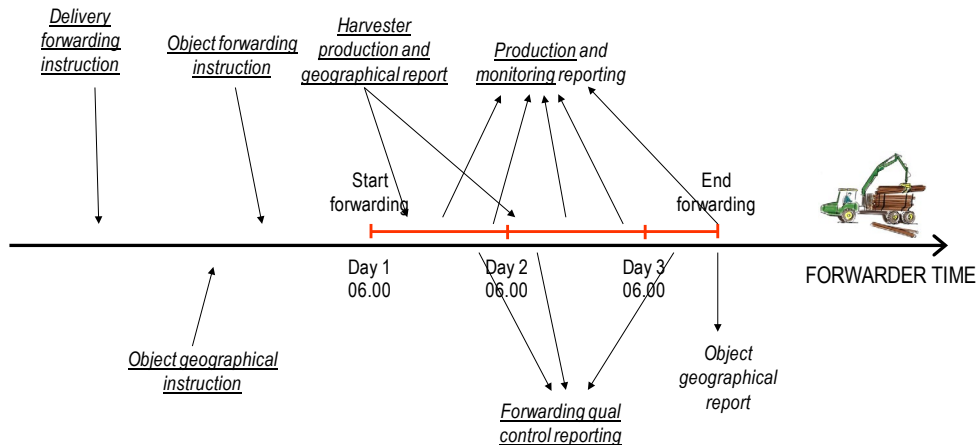 Delivery
forwarding
instruction
Object forwarding
instruction
Harvester
production and
geographical report
Production and
monitoring reporting
Start
forwarding
End
forwarding
Day 1
06.00
Day 2
06.00
Day 3
06.00
FORWARDER TIME
Object geographical
instruction
Forwarding qual
control reporting
Object
geographical
report